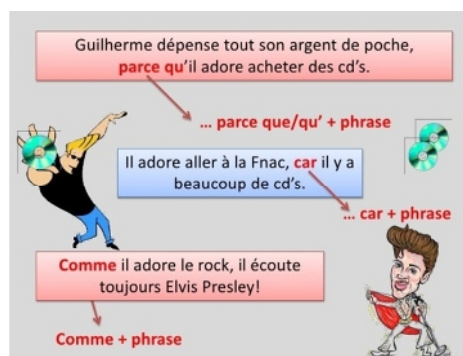 Guilherme dépense tout son argent de poche,
parce qu'il adore acheter des cd's.
... parce que/qu' + phrase
Il adore aller à la Fnac, car il y a
beaucoup de cd's.
... car + phrase
Comme il adore le rock, il écoute
toujours Elvis Presley!
Comme + phrase